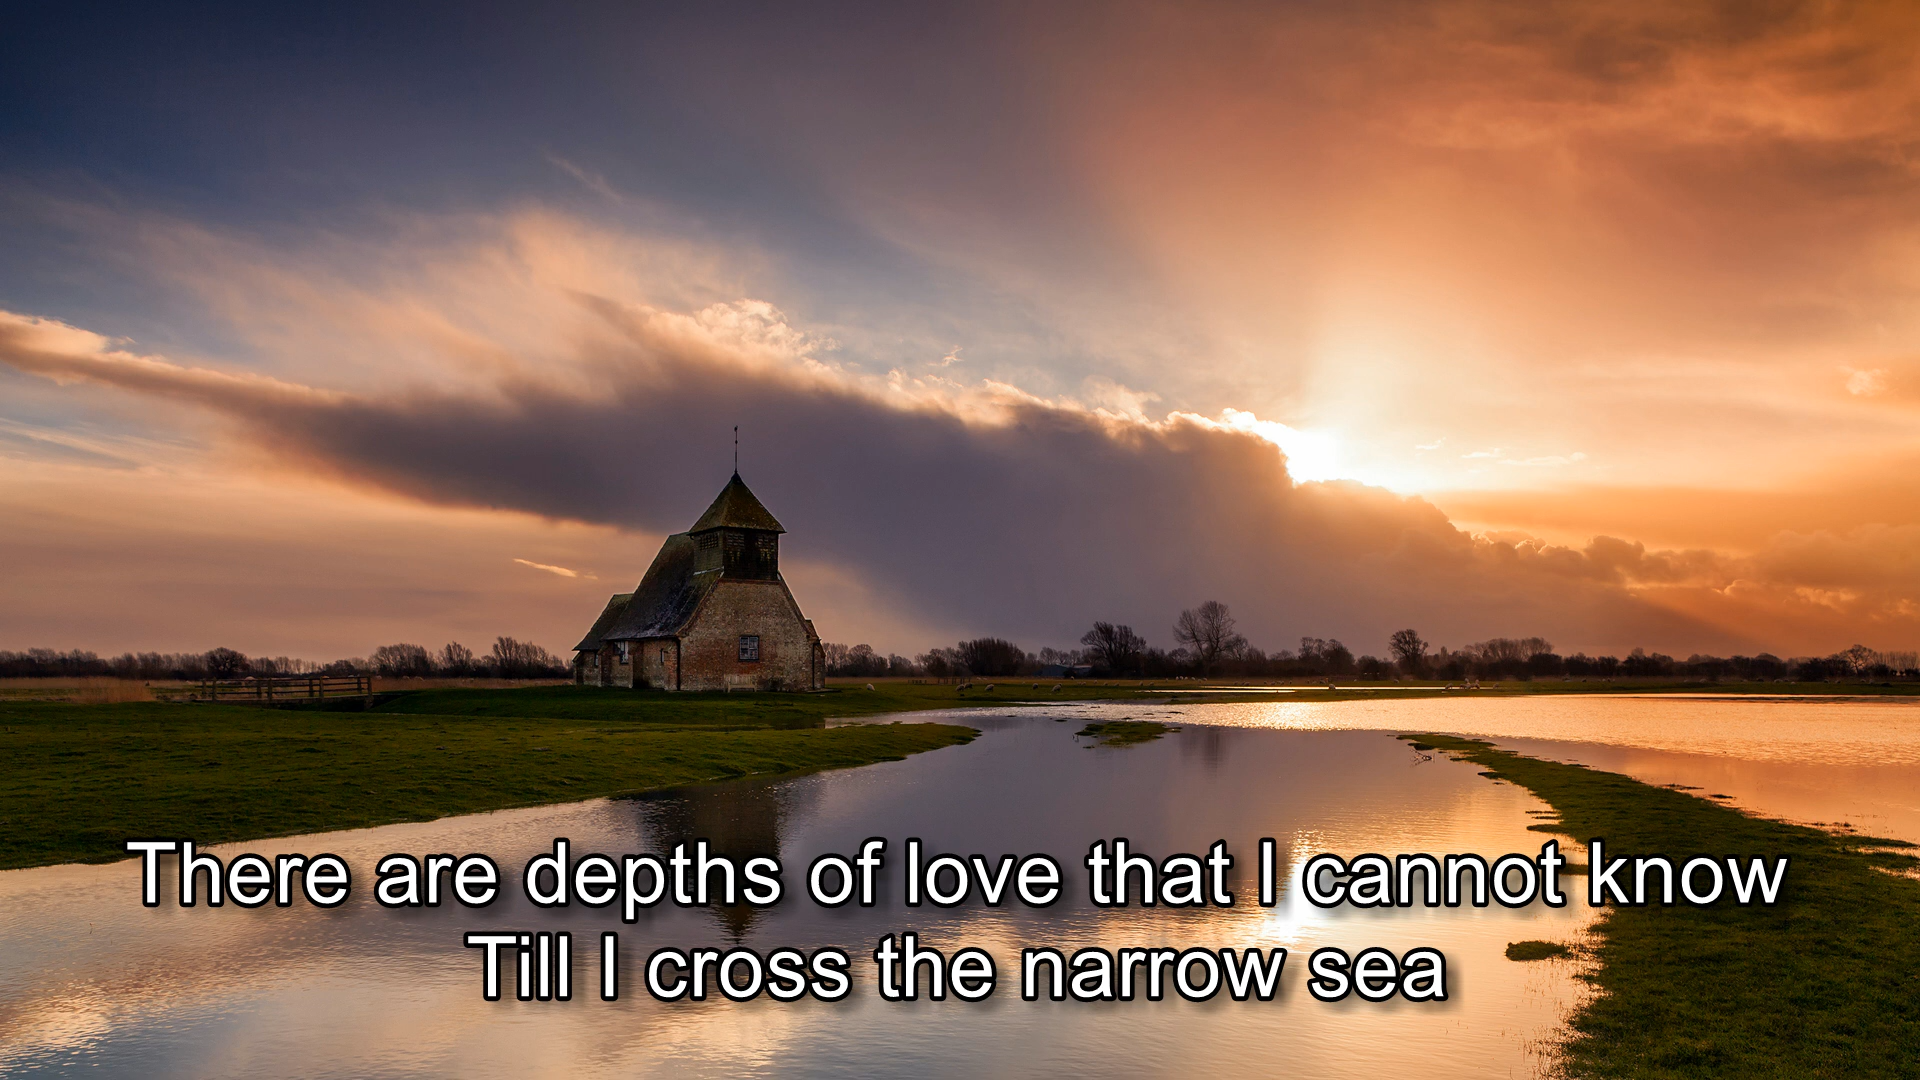 There are depths of love that I cannot know
Till I cross the narrow sea